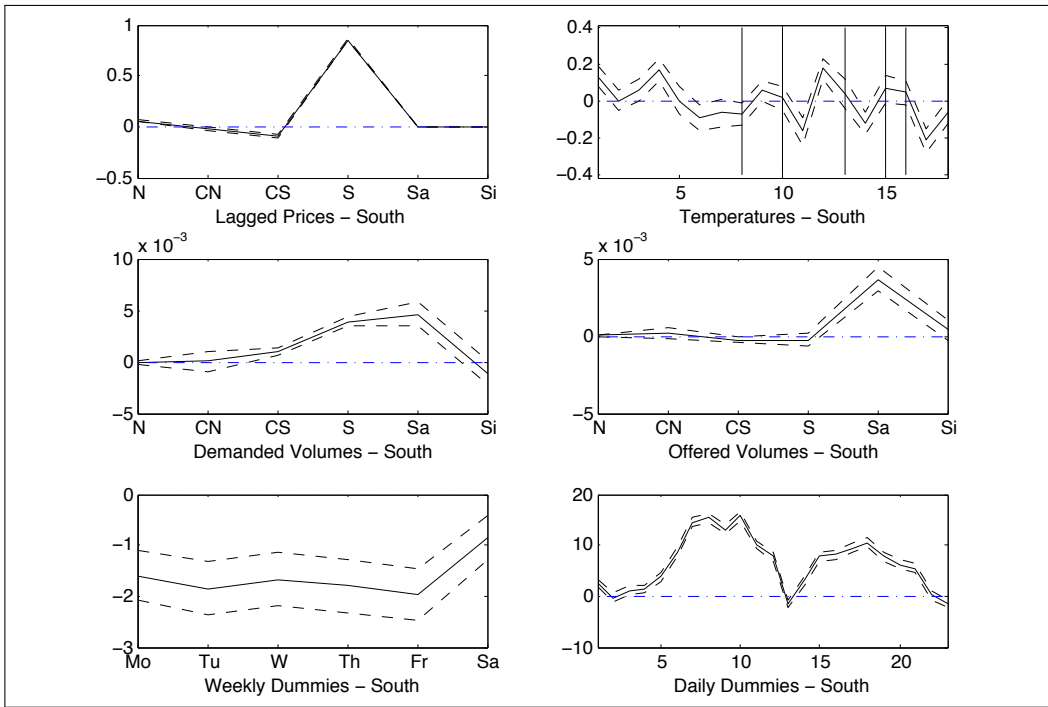 1
0.5
0
−0.5
N CN CS S Sa Si
Lagged Prices − South
0.4
0.2
0
−0.2
−0.4
5 10 15
Temperatures − South
x 10−3
10
5
0
−5
N CN CS S Sa Si
Demanded Volumes − South
x 10−3
5
0
−5
N CN CS S Sa Si
Offered Volumes − South
0
−1
−2
−3
Mo Tu W Th Fr Sa
Weekly Dummies − South
20
10
0
−10
5 10 15 20
Daily Dummies − South